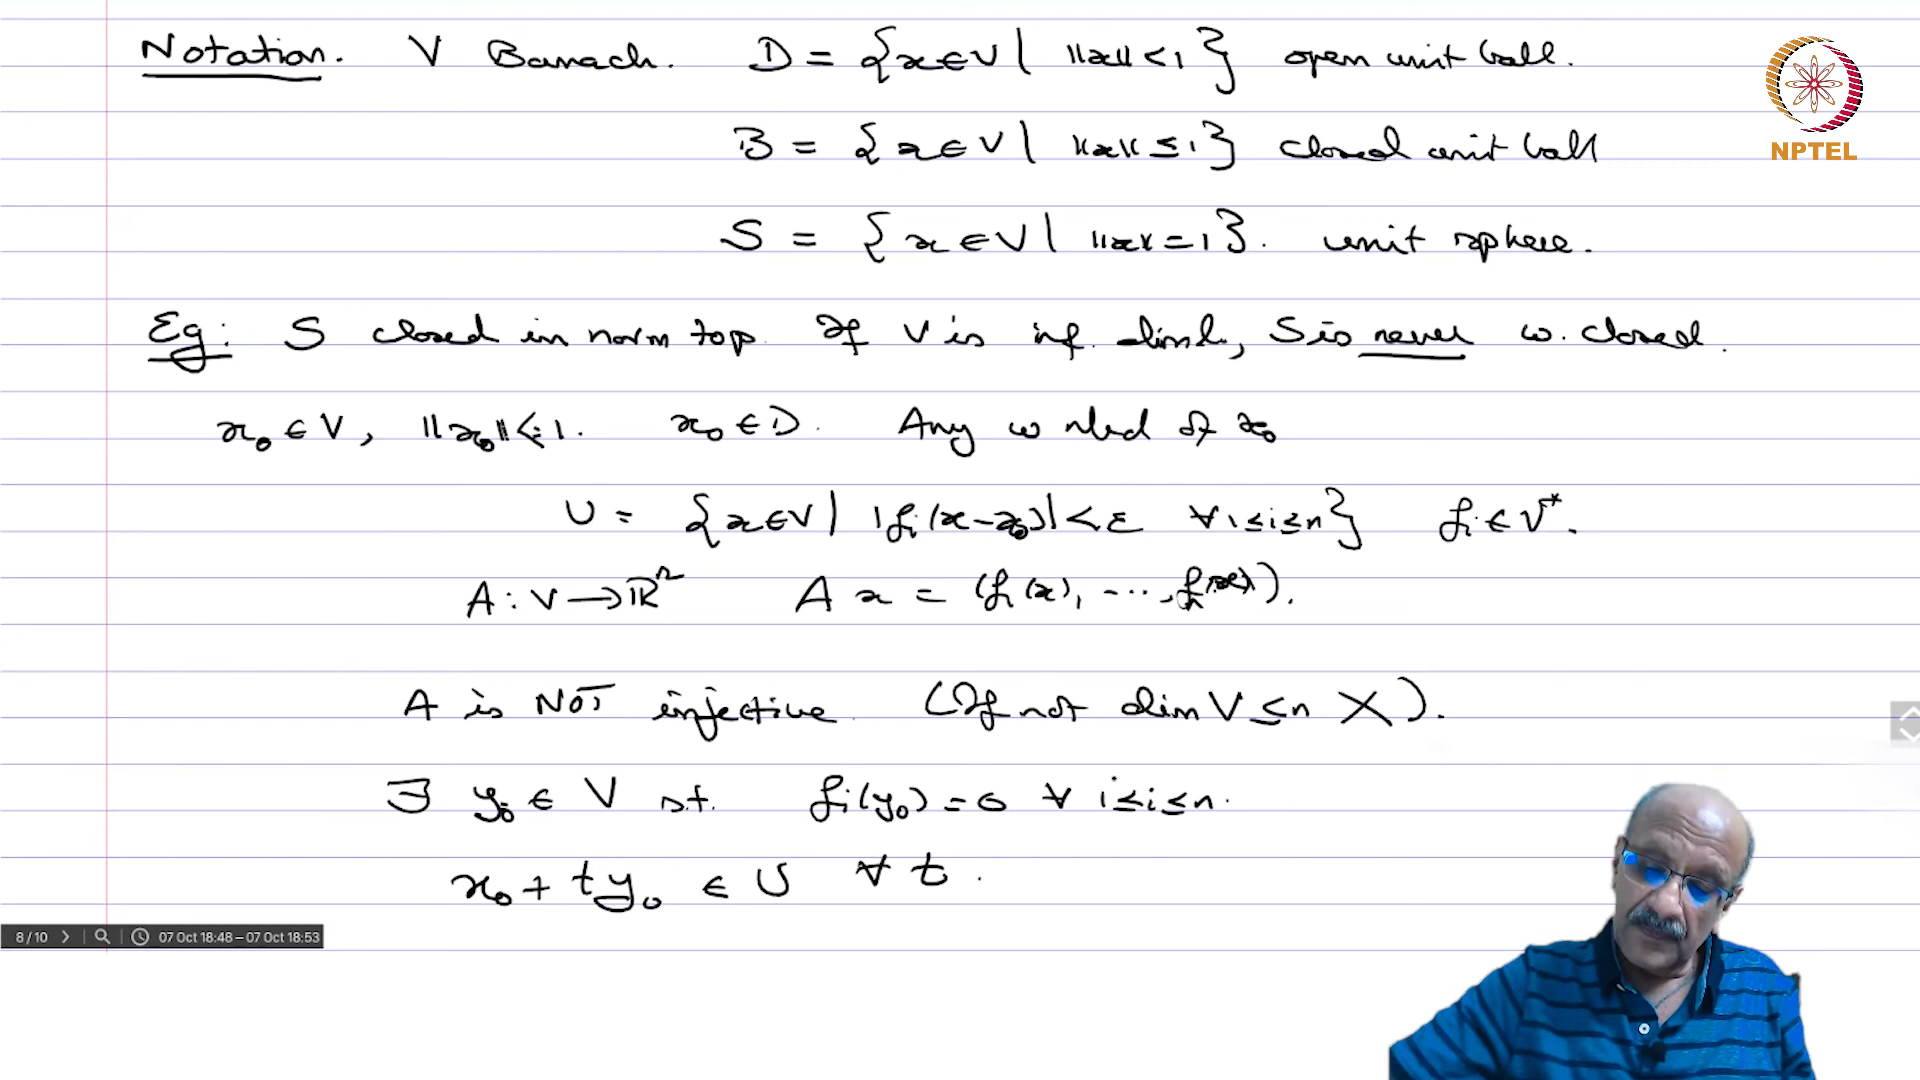 Notation. V Banach. D = {x ∈ V | ||x|| < 1} open unit ball.
NPTEL
B = {x ∈ V | ||x|| ≤ 1} closed unit ball
S = {x ∈ V | ||x|| = 1}. unit sphere.
Eg: S closed in norm top. If V is inf. diml., S is never w. closed.
x₀ ∈ V, ||x₀|| < 1. x₀ ∈ D. Any w nbd of x₀
U = {x ∈ V | |fᵢ(x-x₀)| < ε ∀ 1≤i≤n} fᵢ ∈ V*.
A : V → ℝⁿ A x = (f₁(x), ..., fₙ(x)).
A is NOT injective. (If not dim V ≤ n X).
∃ y₀ ∈ V s.t. fᵢ(y₀) = 0 ∀ 1≤i≤n.
x₀ + t y₀ ∈ U ∀ t.
8 / 10 07 Oct 18:48 – 07 Oct 18:53